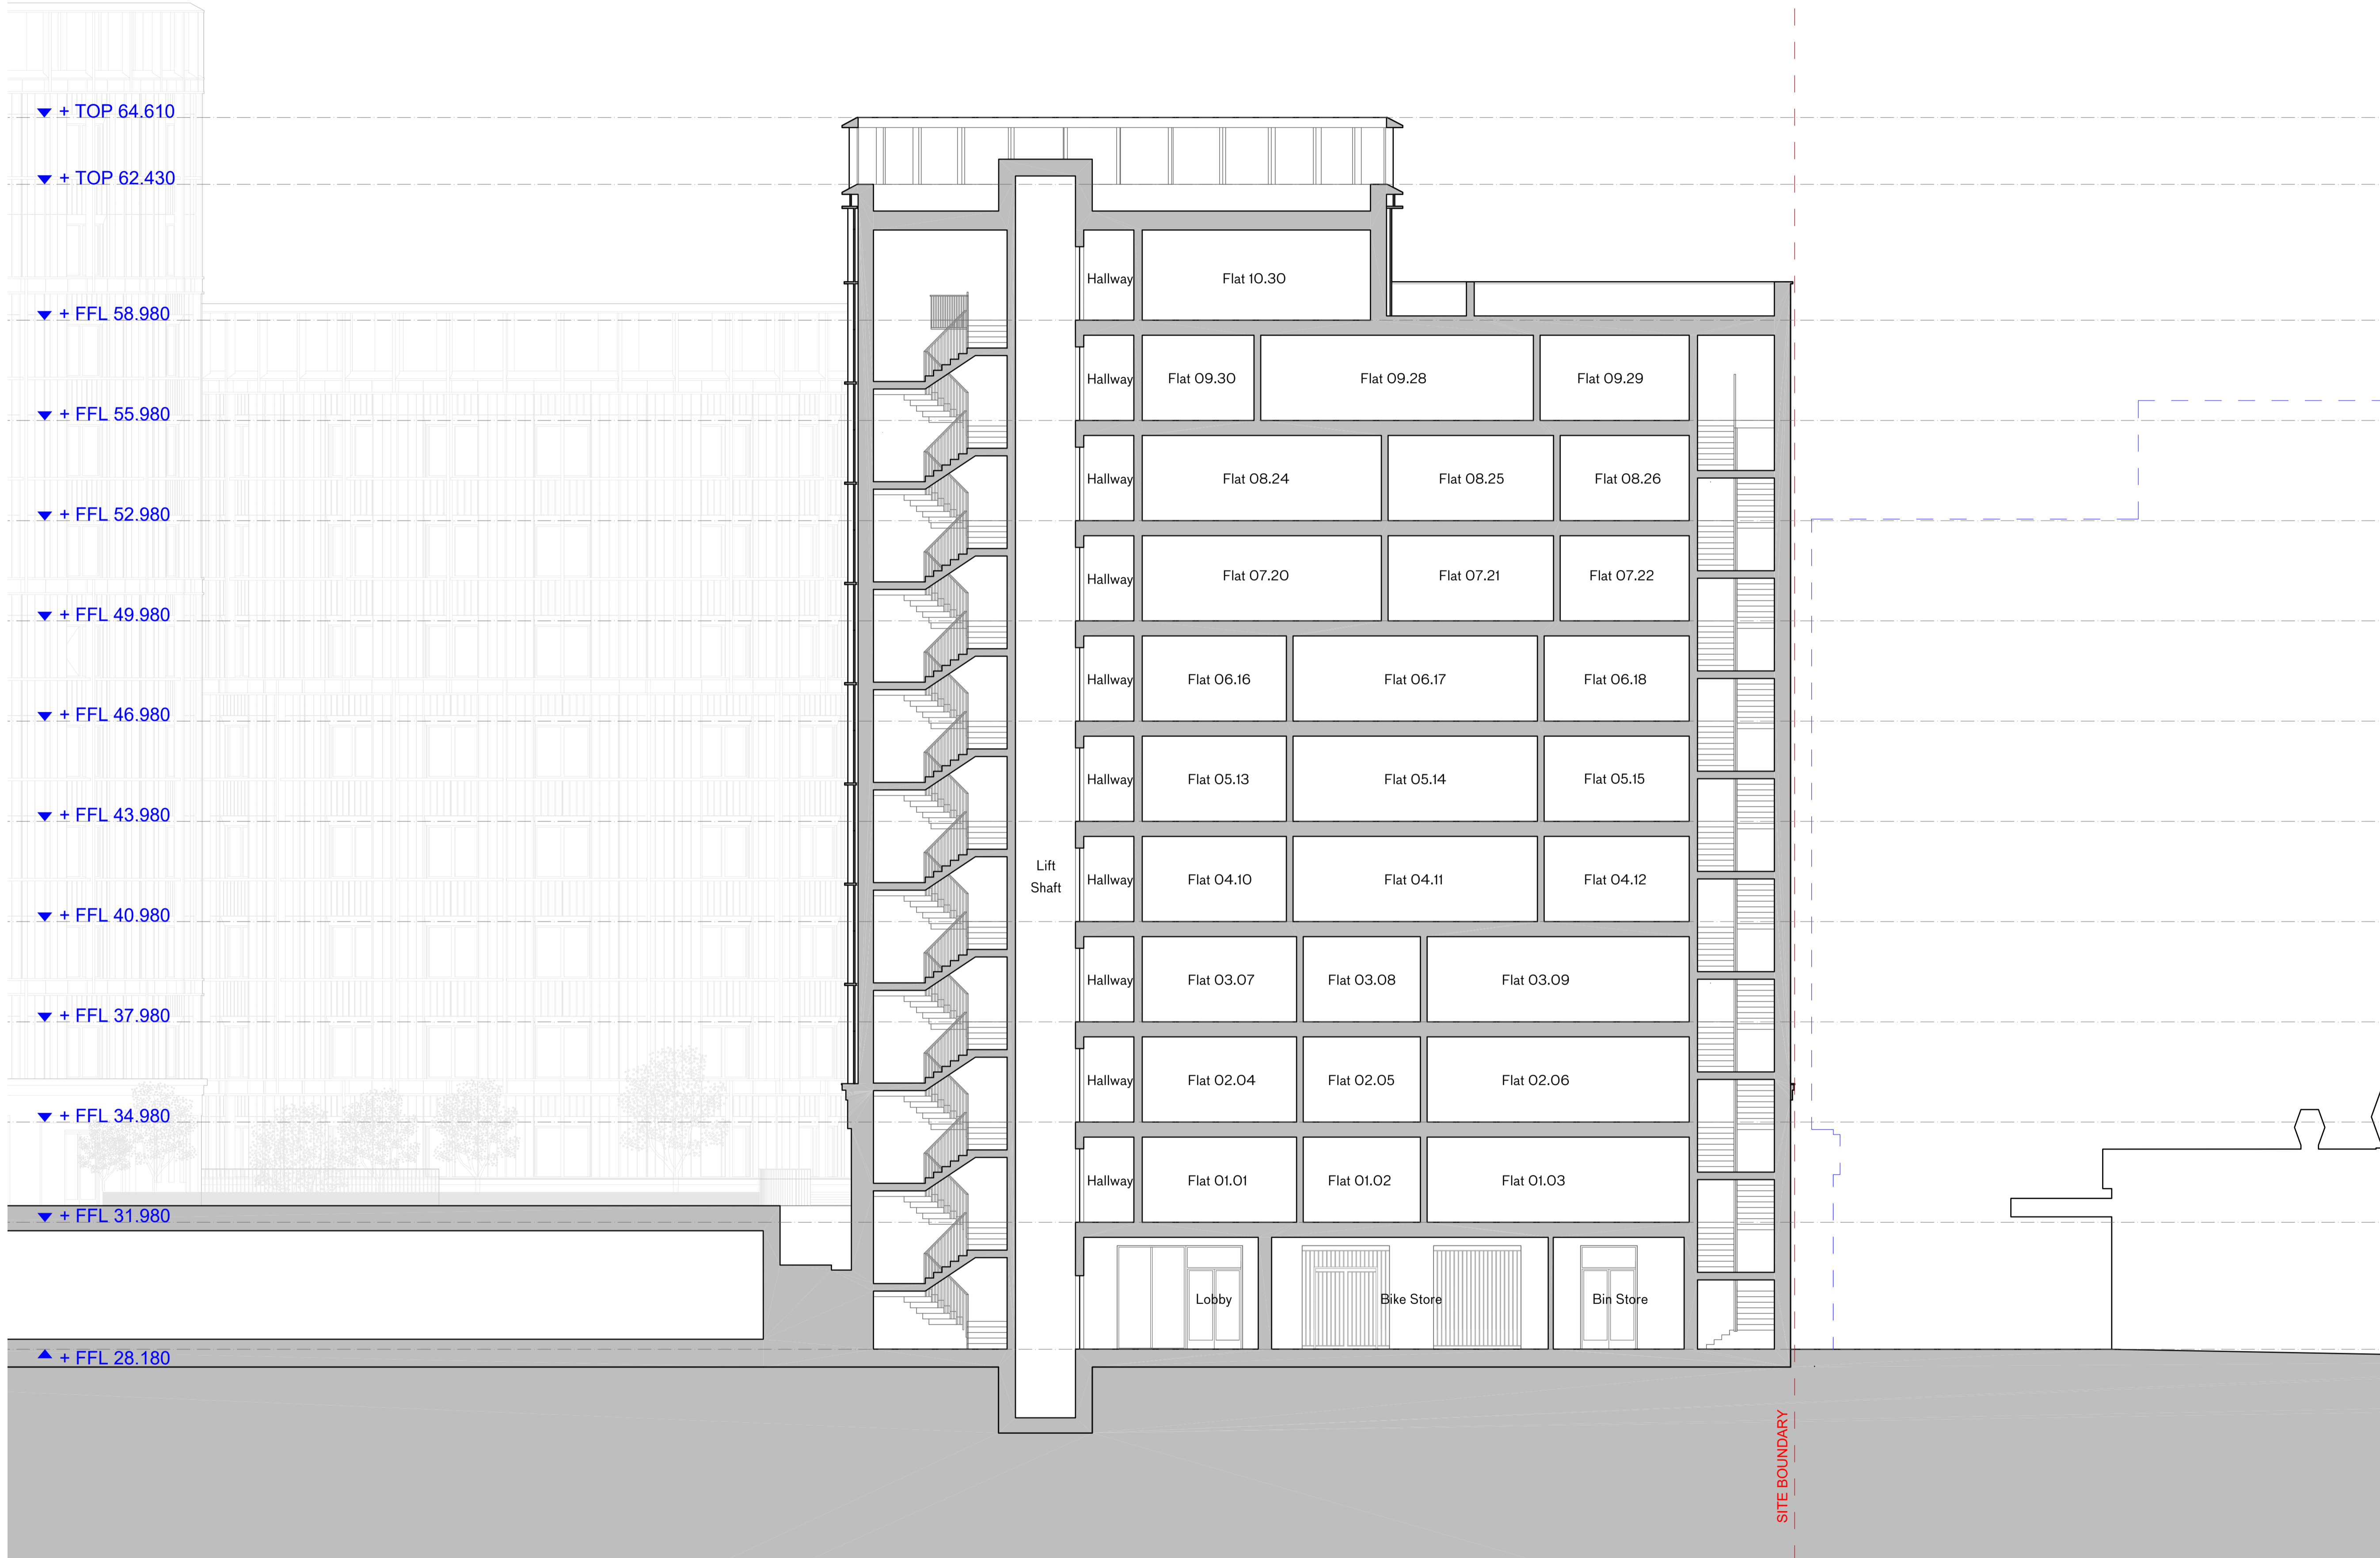 + TOP 64.610
+ TOP 62.430
Hallway Flat 10.30
+ FFL 58.980
Hallway Flat 09.30 Flat 09.28 Flat 09.29
+ FFL 55.980
Hallway Flat 08.24 Flat 08.25 Flat 08.26
+ FFL 52.980
Hallway Flat 07.20 Flat 07.21 Flat 07.22
+ FFL 49.980
Hallway Flat 06.16 Flat 06.17 Flat 06.18
+ FFL 46.980
Hallway Flat 05.13 Flat 05.14 Flat 05.15
+ FFL 43.980
Lift
Shaft
Hallway Flat 04.10 Flat 04.11 Flat 04.12
+ FFL 40.980
Hallway Flat 03.07 Flat 03.08 Flat 03.09
+ FFL 37.980
Hallway Flat 02.04 Flat 02.05 Flat 02.06
+ FFL 34.980
Hallway Flat 01.01 Flat 01.02 Flat 01.03
+ FFL 31.980
Lobby Bike Store Bin Store
+ FFL 28.180
SITE BOUNDARY